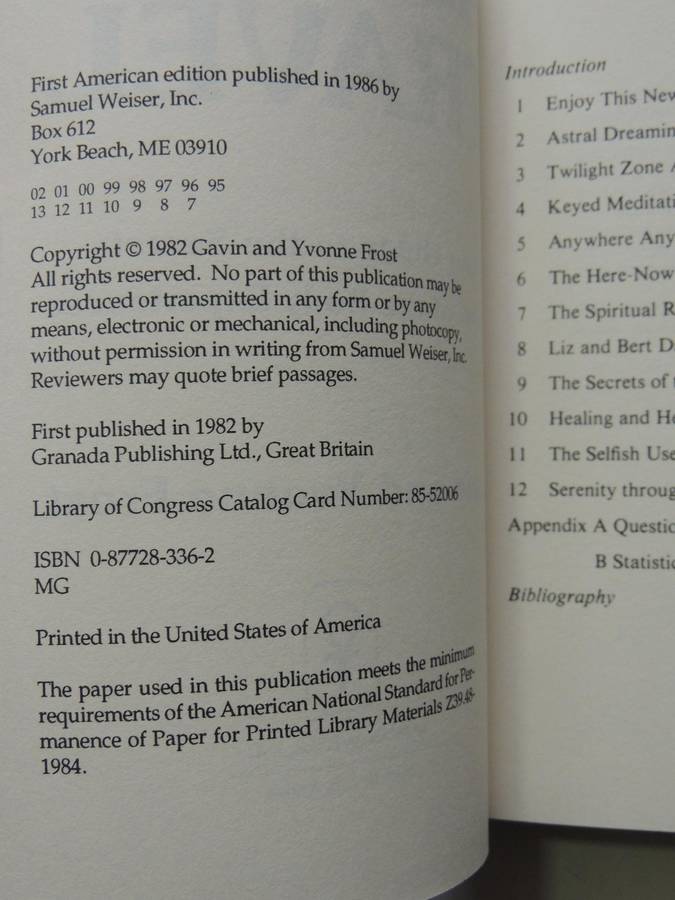 First American edition published in 1986 by
Samuel Weiser, Inc.
Box 612
York Beach, ME 03910
02 01 00 99 98 97 96 95
13 12 11 10 9 8 7
Copyright © 1982 Gavin and Yvonne Frost
All rights reserved. No part of this publication may be
reproduced or transmitted in any form or by any
means, electronic or mechanical, including photocopy,
without permission in writing from Samuel Weiser, Inc.
Reviewers may quote brief passages.
First published in 1982 by
Granada Publishing Ltd., Great Britain
Library of Congress Catalog Card Number: 85-52006
ISBN 0-87728-336-2
MG
Printed in the United States of America
The paper used in this publication meets the minimum
requirements of the American National Standard for Per-
manence of Paper for Printed Library Materials Z39.48-
1984.
Introduction
1 Enjoy This New
2 Astral Dreamin
3 Twilight Zone A
4 Keyed Meditati
5 Anywhere Any
6 The Here-Now
7 The Spiritual R
8 Liz and Bert D
9 The Secrets of t
10 Healing and He
11 The Selfish Use
12 Serenity throug
Appendix A Questio
B Statistic
Bibliography